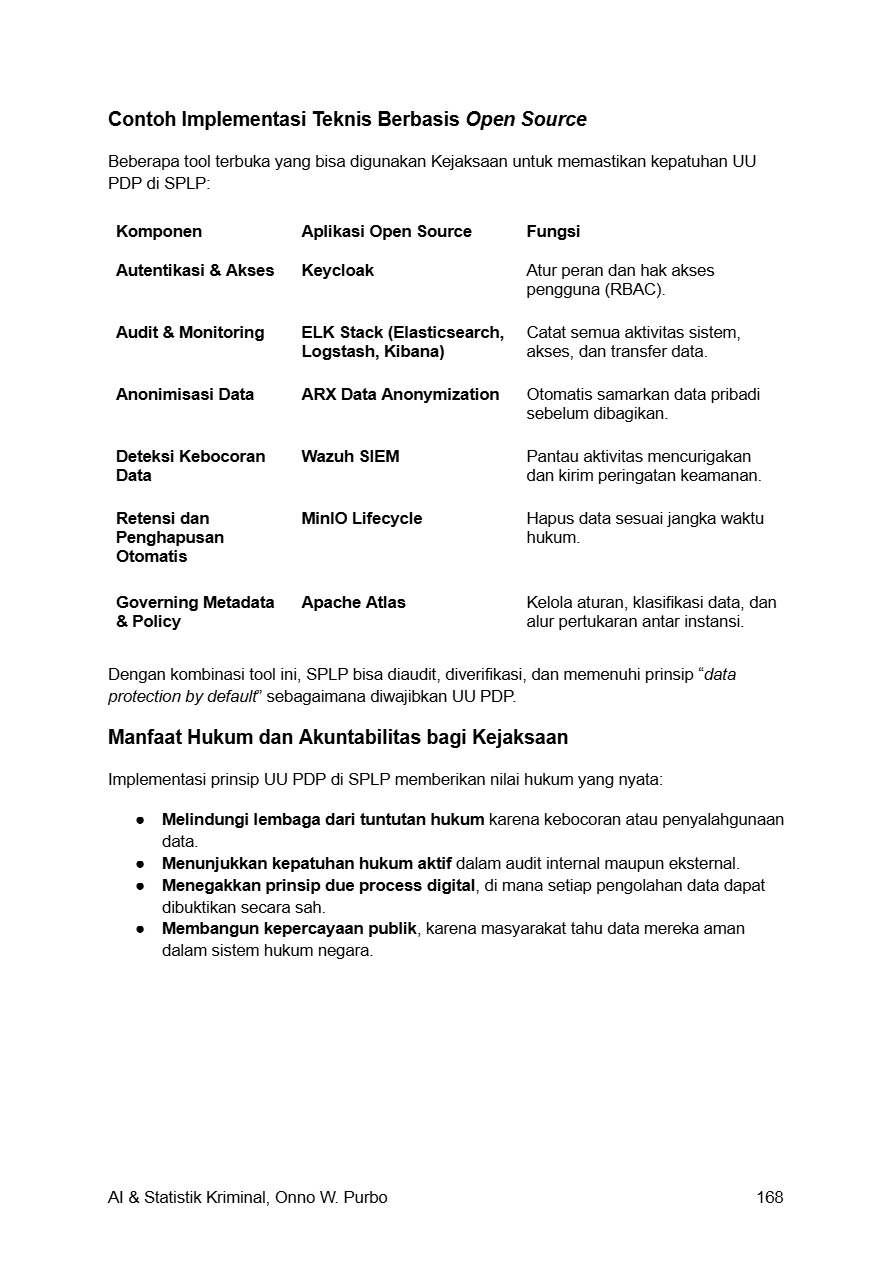 Contoh Implementasi Teknis Berbasis Open Source
Beberapa tool terbuka yang bisa digunakan Kejaksaan untuk memastikan kepatuhan UU
PDP di SPLP:
Komponen Aplikasi Open Source Fungsi
Autentikasi & Akses Keycloak Atur peran dan hak akses
pengguna (RBAC).
Audit & Monitoring ELK Stack (Elasticsearch, Catat semua aktivitas sistem,
Logstash, Kibana) akses, dan transfer data.
Anonimisasi Data ARX Data Anonymization Otomatis samarkan data pribadi
sebelum dibagikan.
Deteksi Kebocoran Wazuh SIEM Pantau aktivitas mencurigakan
Data dan kirim peringatan keamanan.
Retensi dan MinIO Lifecycle Hapus data sesuai jangka waktu
Penghapusan hukum.
Otomatis
Governing Metadata Apache Atlas Kelola aturan, klasifikasi data, dan
& Policy alur pertukaran antar instansi.
Dengan kombinasi tool ini, SPLP bisa diaudit, diverifikasi, dan memenuhi prinsip “data
protection by default” sebagaimana diwajibkan UU PDP.
Manfaat Hukum dan Akuntabilitas bagi Kejaksaan
Implementasi prinsip UU PDP di SPLP memberikan nilai hukum yang nyata:
● Melindungi lembaga dari tuntutan hukum karena kebocoran atau penyalahgunaan
data.
● Menunjukkan kepatuhan hukum aktif dalam audit internal maupun eksternal.
● Menegakkan prinsip due process digital, di mana setiap pengolahan data dapat
dibuktikan secara sah.
● Membangun kepercayaan publik, karena masyarakat tahu data mereka aman
dalam sistem hukum negara.
AI & Statistik Kriminal, Onno W. Purbo 168